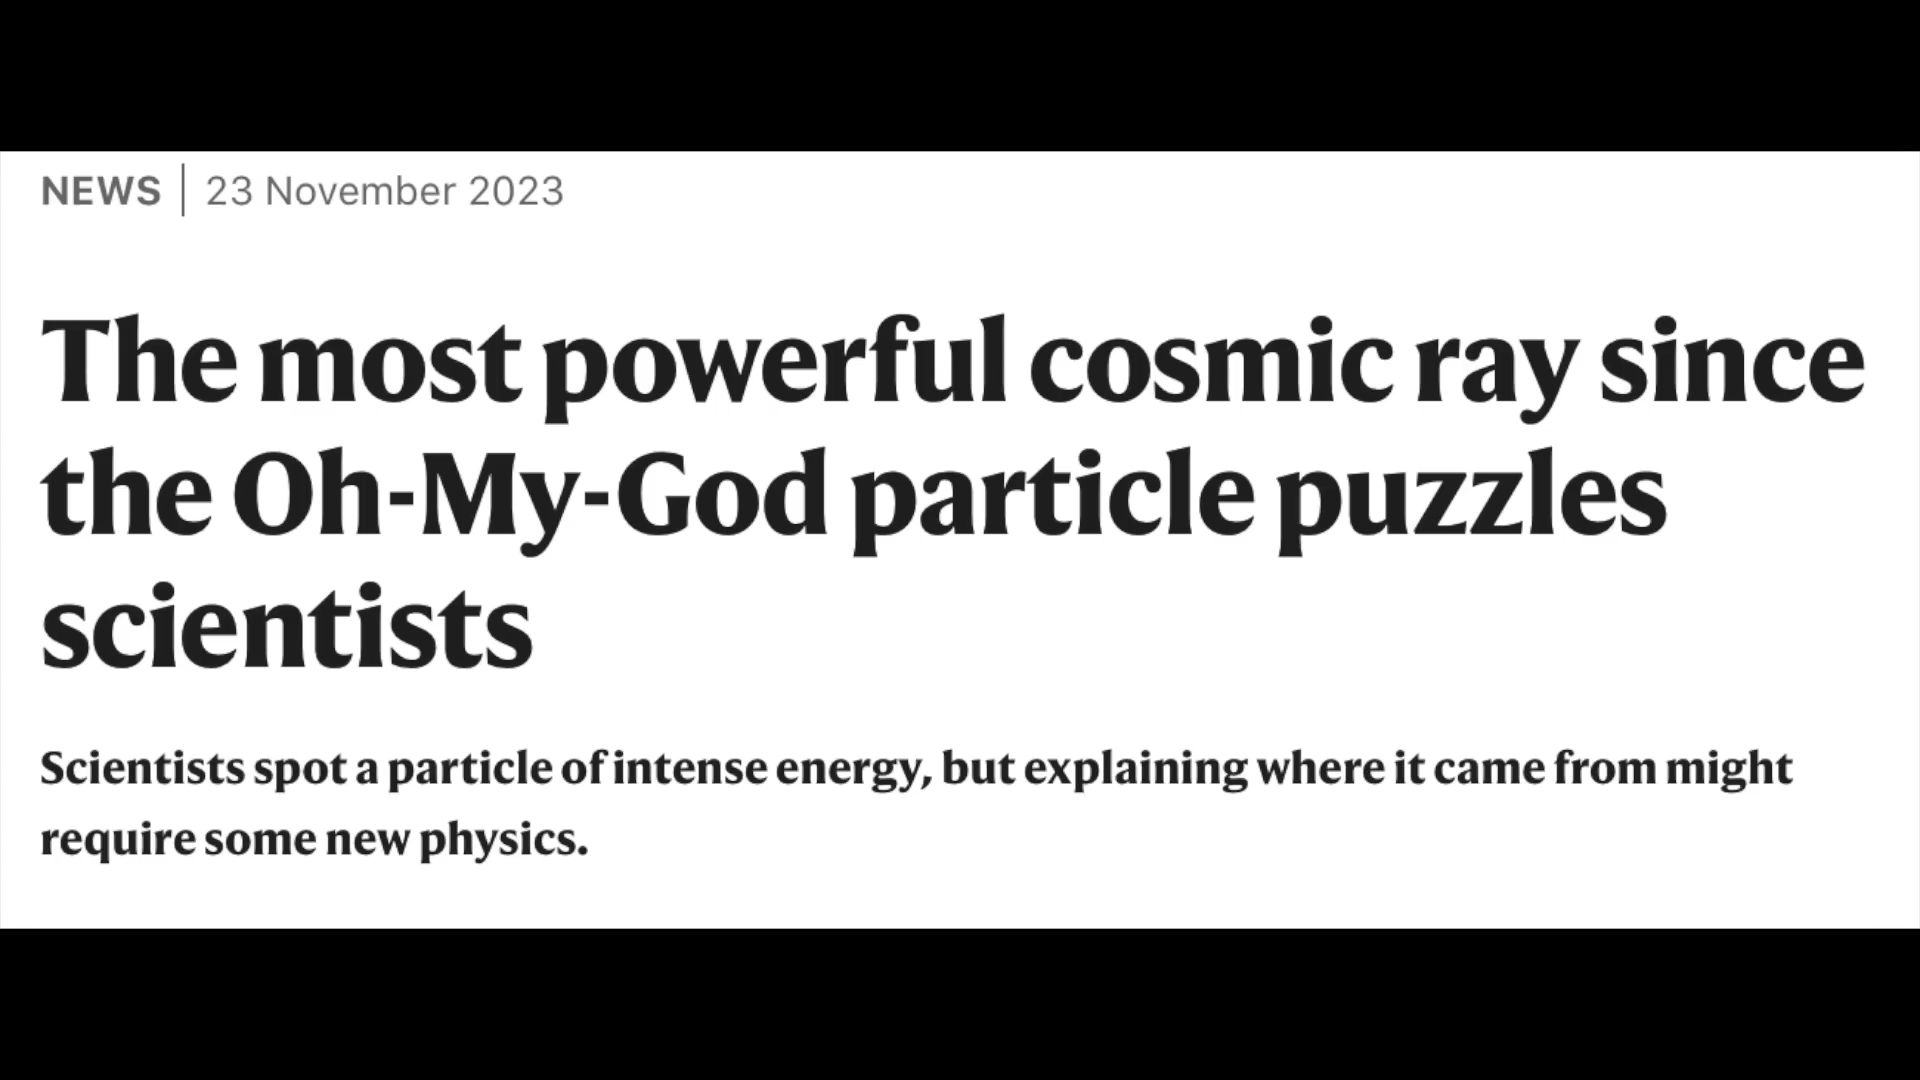 NEWS | 23 November 2023
The most powerful cosmic ray since
the Oh-My-God particle puzzles
scientists
Scientists spot a particle of intense energy, but explaining where it came from might
require some new physics.